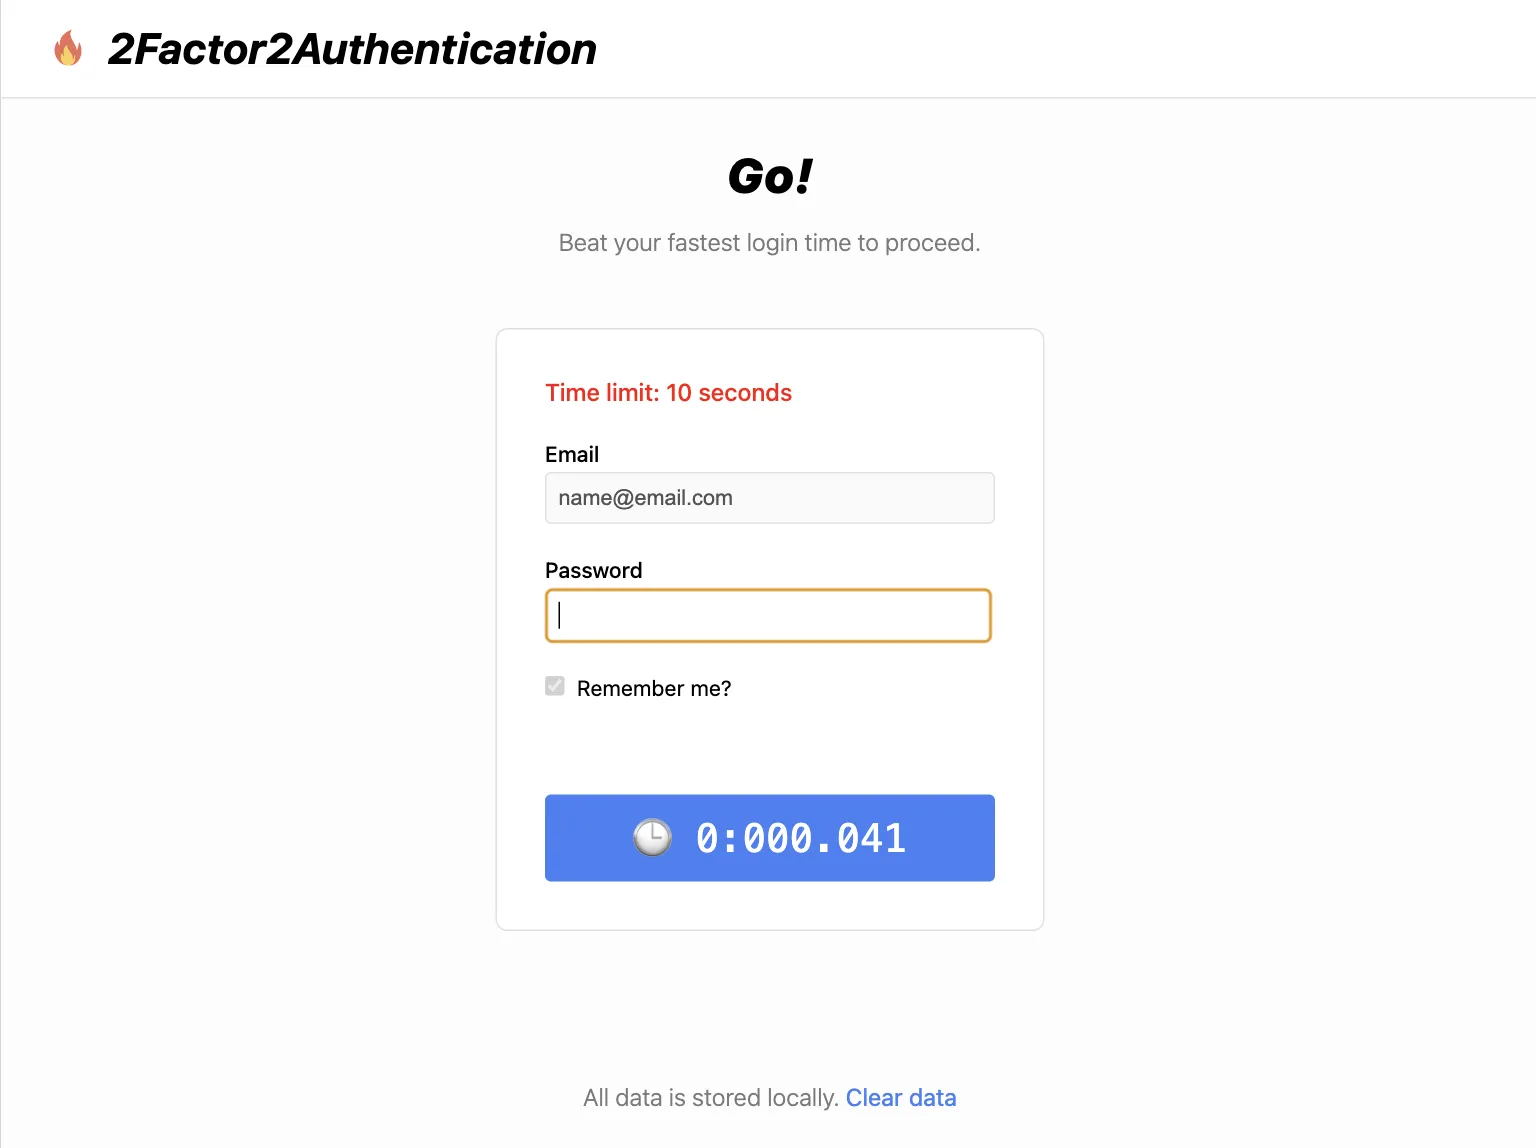 2Factor2Authentication
Go!
Beat your fastest login time to proceed.
Time limit: 10 seconds
Email
name@email.com
Password
Remember me?
0:000.041
All data is stored locally. Clear data